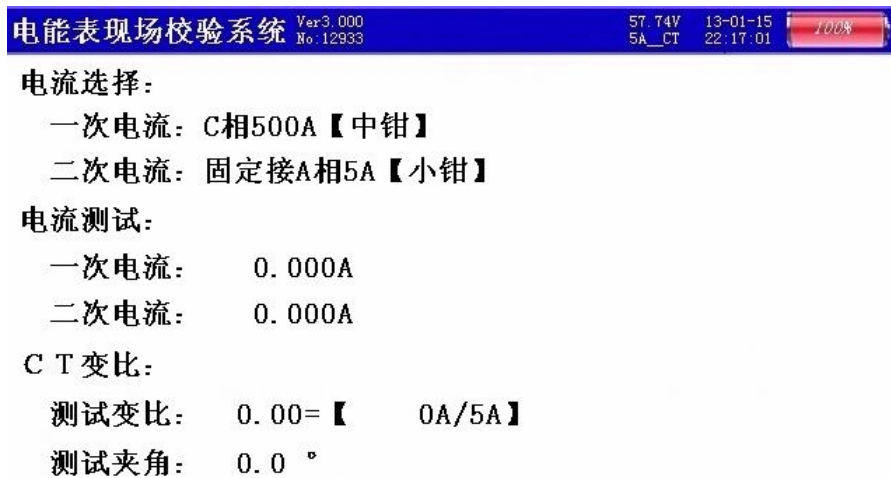 电能表现场校验系统 Ver3.000 No:12933 57.74V 5A__CT 13-01-15 22:17:01 100%
电流选择:
一次电流: C相500A【中钳】
二次电流: 固定接A相5A【小钳】
电流测试:
一次电流: 0.000A
二次电流: 0.000A
CT变比:
测试变比: 0.00=【 0A/5A】
测试夹角: 0.0 °